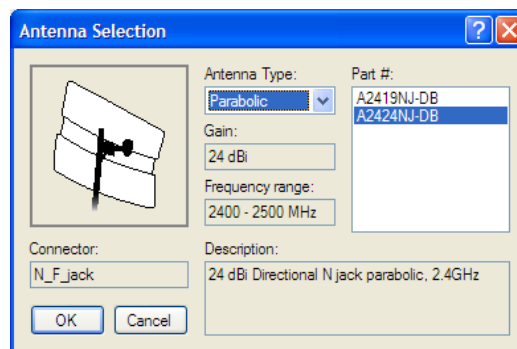 Antenna Selection
Antenna Type:
Parabolic
Part #:
A2419NJ-DB
A2424NJ-DB
Gain:
24 dBi
Frequency range:
2400 - 2500 MHz
Connector:
N_F_jack
Description:
24 dBi Directional N jack parabolic, 2.4GHz
OK
Cancel